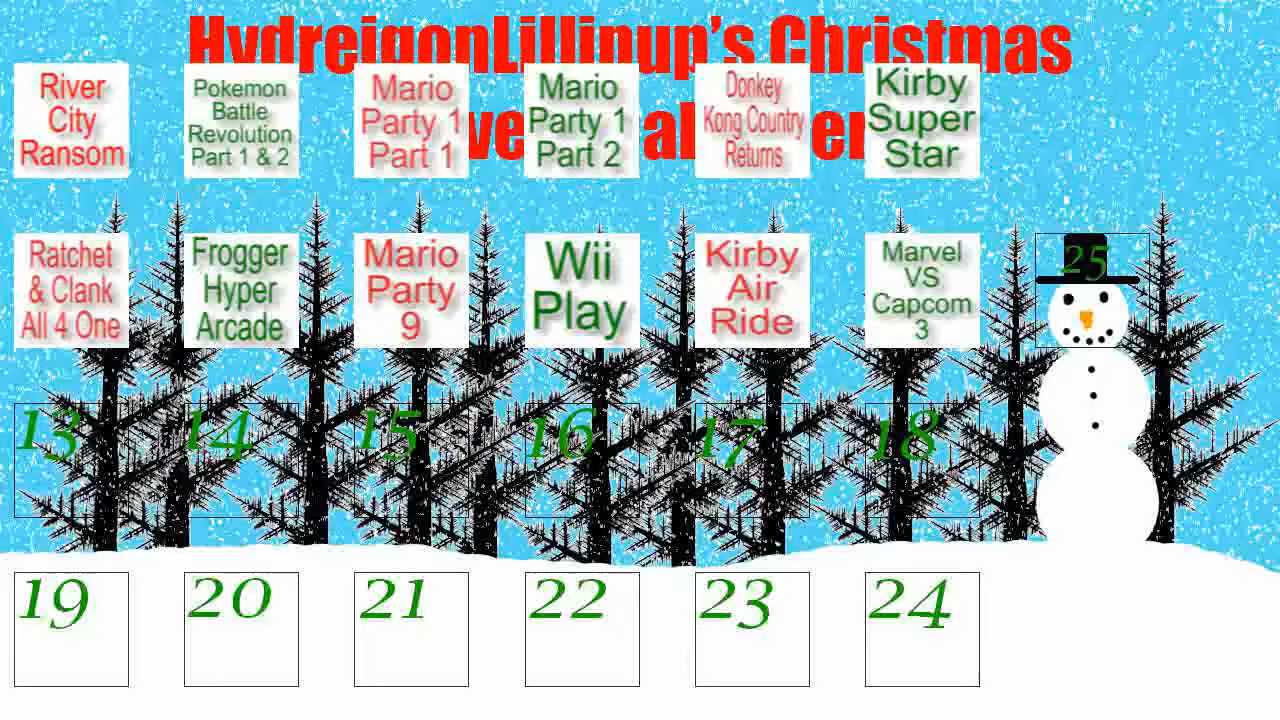 HydreigonLillipup's Christmas
River
City
Ransom
Pokemon
Battle
Revolution
Part 1 & 2
Mario
Party 1
Part 1
Mario
Party 1
Part 2
Donkey
Kong Country
Returns
Kirby
Super
Star
Ratchet
& Clank
All 4 One
Frogger
Hyper
Arcade
Mario
Party
9
Wii
Play
Kirby
Air
Ride
Marvel
VS
Capcom
3
25
13
14
15
16
17
18
19
20
21
22
23
24